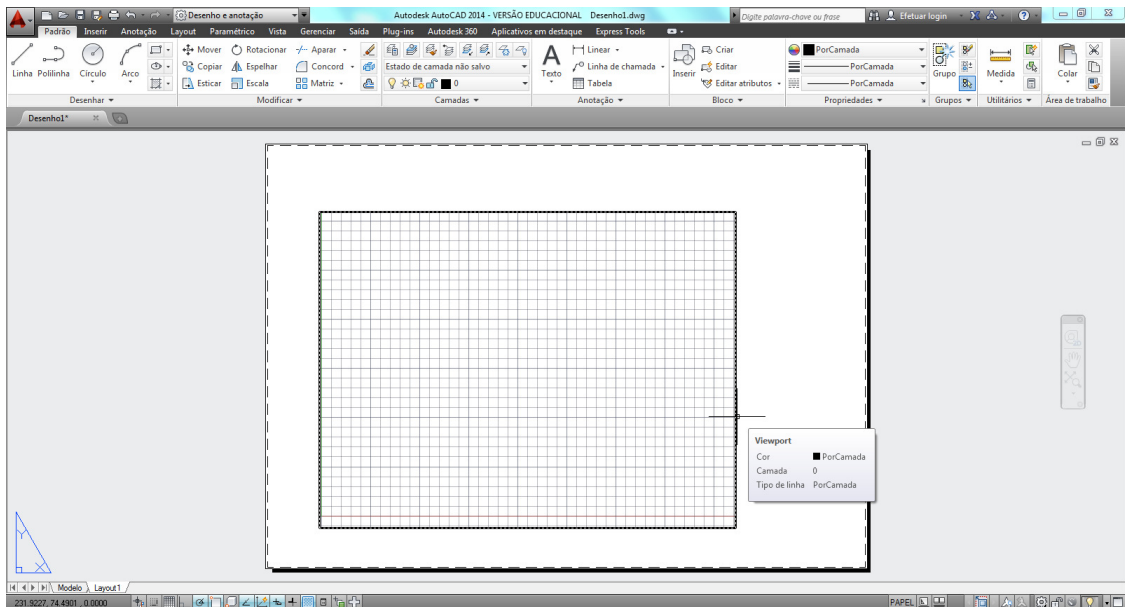 Desenho e anotação
Autodesk AutoCAD 2014 - VERSÃO EDUCACIONAL Desenho1.dwg
Digite palavra-chave ou frase
Efetuar login
Padrão Inserir Anotação Layout Paramétrico Vista Gerenciar Saída Plug-ins Autodesk 360 Aplicativos em destaque Express Tools
Linha Polilinha Círculo Arco
Mover Rotacionar Aparar
Copiar Espelhar Concord
Esticar Escala Matriz
Estado de camada não salvo
0
Texto
Linear
Linha de chamada
Tabela
Inserir
Criar
Editar
Editar atributos
PorCamada
PorCamada
PorCamada
Grupo
Medida
Colar
Desenhar Modificar Camadas Anotação Bloco Propriedades Grupos Utilitários Área de trabalho
Desenho1*
Viewport
Cor PorCamada
Camada 0
Tipo de linha PorCamada
Y
X
Modelo Layout1
231.9227, 74.4901, 0.0000
PAPEL